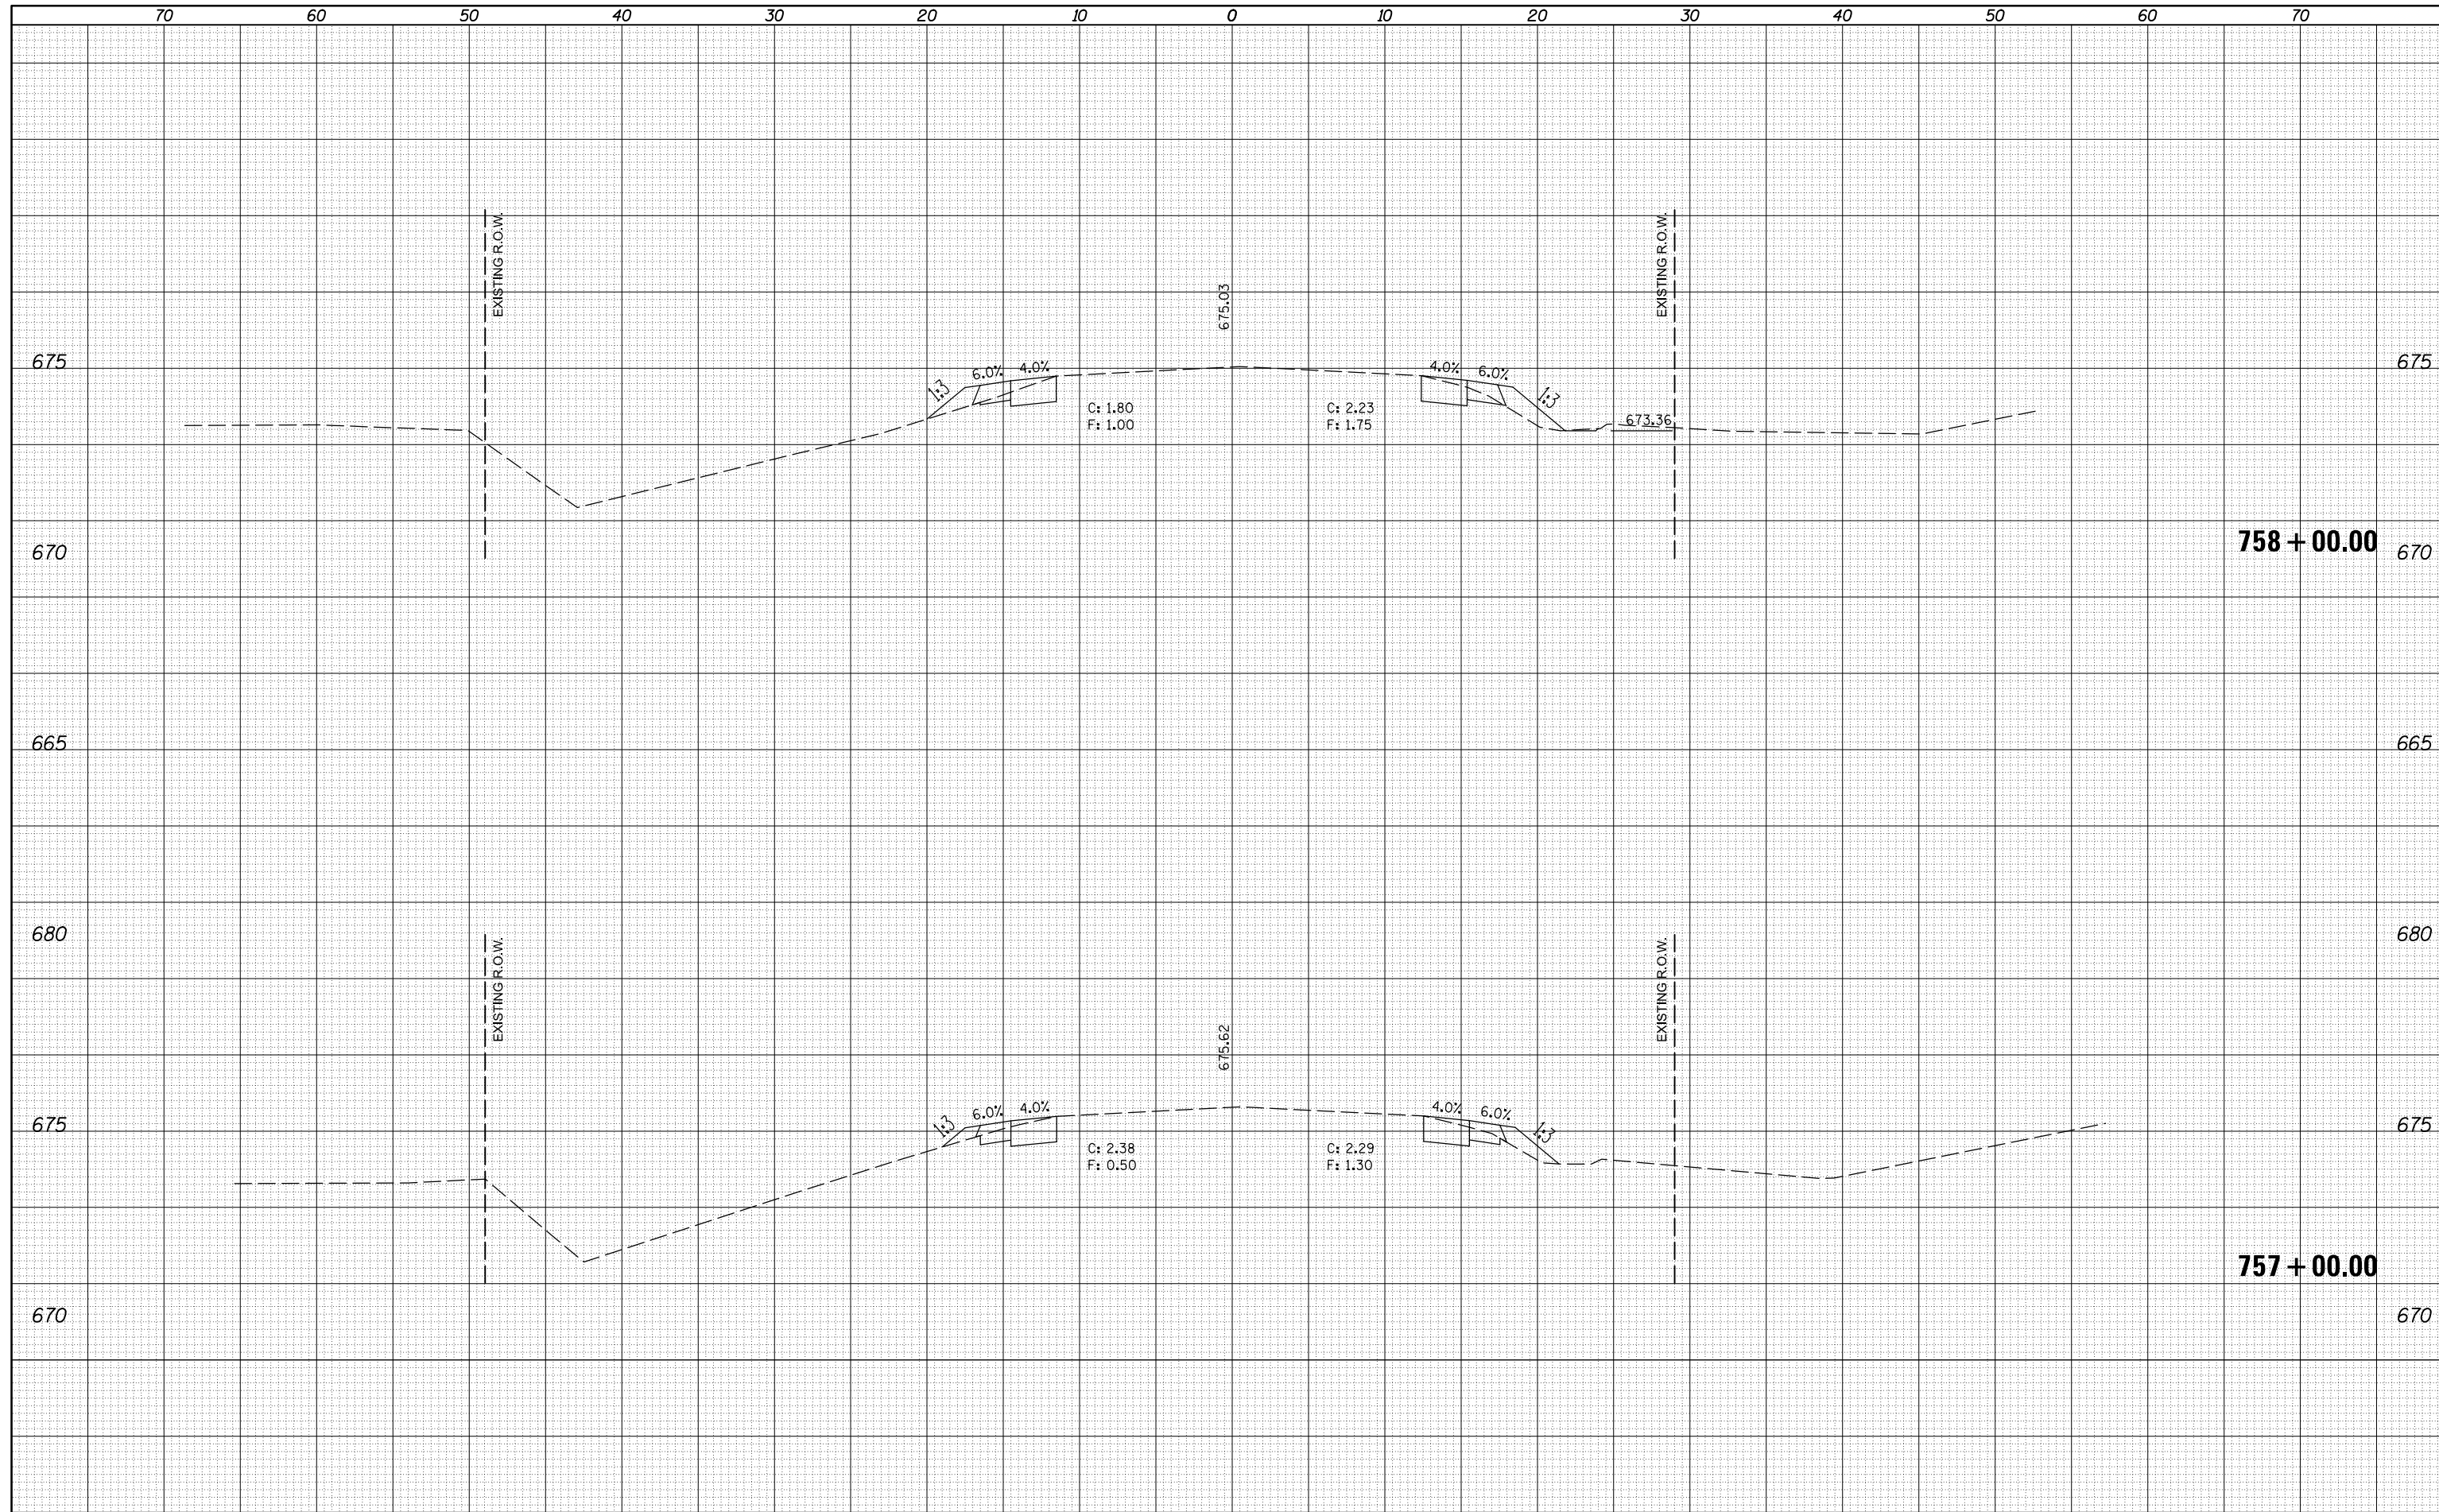 70 60 50 40 30 20 10 0 10 20 30 40 50 60 70
EXISTING R.O.W.
675.03
EXISTING R.O.W.
675
1:3
6.0%
4.0%
4.0%
6.0%
1:3
675
C: 1.80
F: 1.00
C: 2.23
F: 1.75
673.36
670
758+00.00
670
665
665
680
680
EXISTING R.O.W.
675.62
EXISTING R.O.W.
675
1:3
6.0%
4.0%
4.0%
6.0%
1:3
675
C: 2.38
F: 0.50
C: 2.29
F: 1.30
757+00.00
670
670